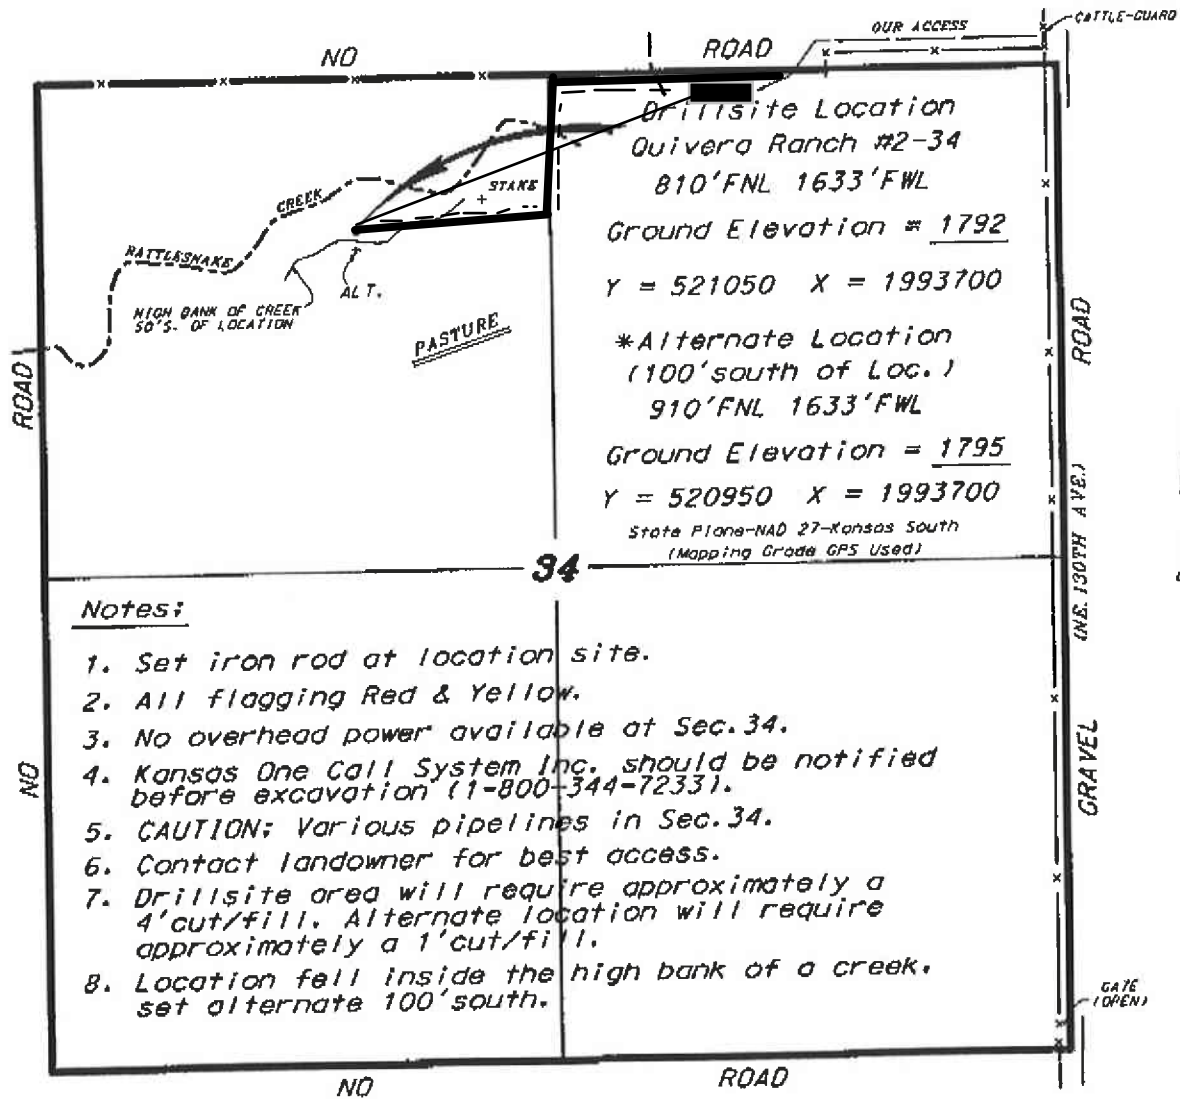 CATTLE-GUARD
OUR ACCESS
NO ROAD
Drillsite Location
Quivera Ranch #2-34
810'FNL 1633'FWL
Ground Elevation = 1792
Y = 521050 X = 1993700
*Alternate Location
(100'south of Loc.)
910'FNL 1633'FWL
Ground Elevation = 1795
Y = 520950 X = 1993700
State Plane-NAD 27-Kansas South
(Mapping Grade GPS Used)
STAKE
CREEK
RATTLESNAKE
ALT.
HIGH BANK OF CREEK
50'S. OF LOCATION
PASTURE
ROAD
ROAD
34
(NE. 130TH AVE.)
Notes:
1. Set iron rod at location site.
2. All flagging Red & Yellow.
3. No overhead power available at Sec.34.
4. Kansas One Call System Inc. should be notified
before excavation (1-800-344-7233).
5. CAUTION: Various pipelines in Sec.34.
6. Contact landowner for best access.
7. Drillsite area will require approximately a
4'cut/fill. Alternate location will require
approximately a 1'cut/fill.
8. Location fell inside the high bank of a creek.
set alternate 100'south.
NO
GRAVEL
GATE
(OPEN)
NO ROAD